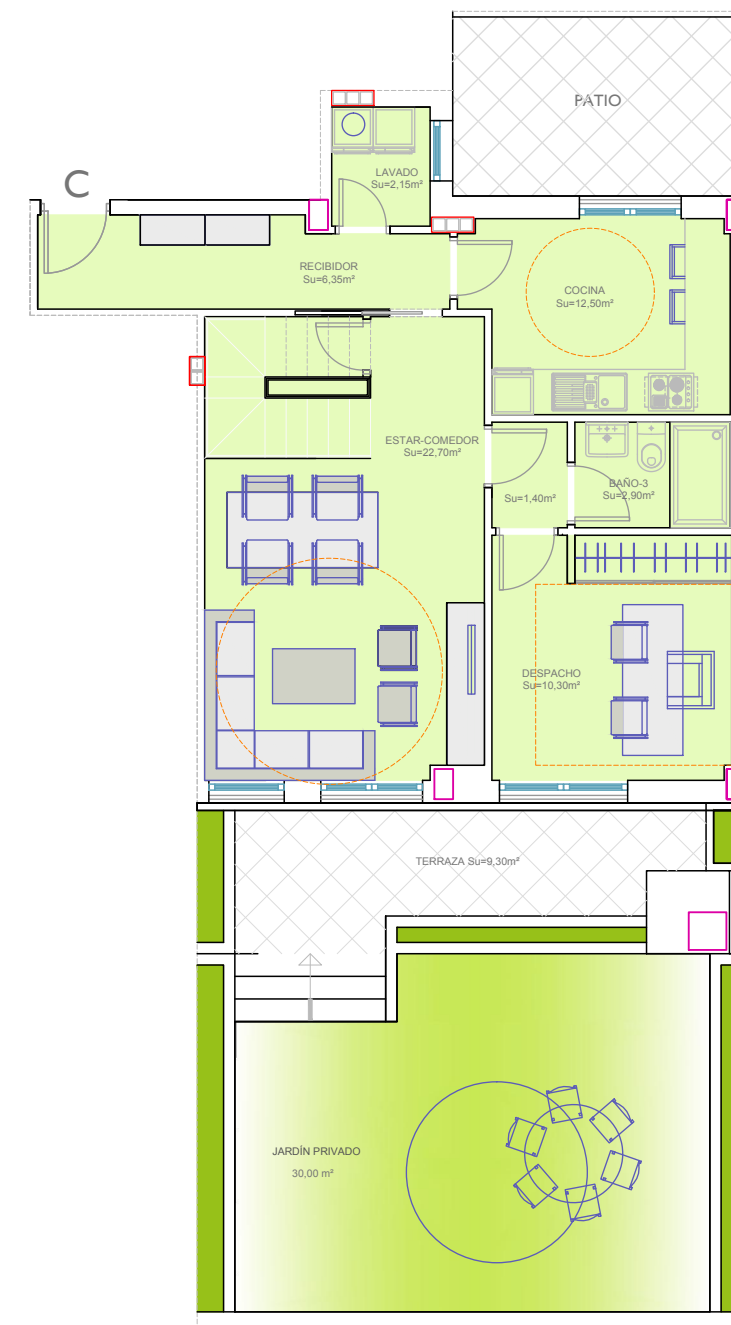 PATIO
C
LAVADO
Su=2,15m²
RECIBIDOR
Su=6,35m²
COCINA
Su=12,50m²
ESTAR-COMEDOR
Su=22,70m²
Su=1,40m²
BAÑO-3
Su=2,90m²
DESPACHO
Su=10,30m²
TERRAZA Su=9,30m²
JARDÍN PRIVADO
30,00 m²